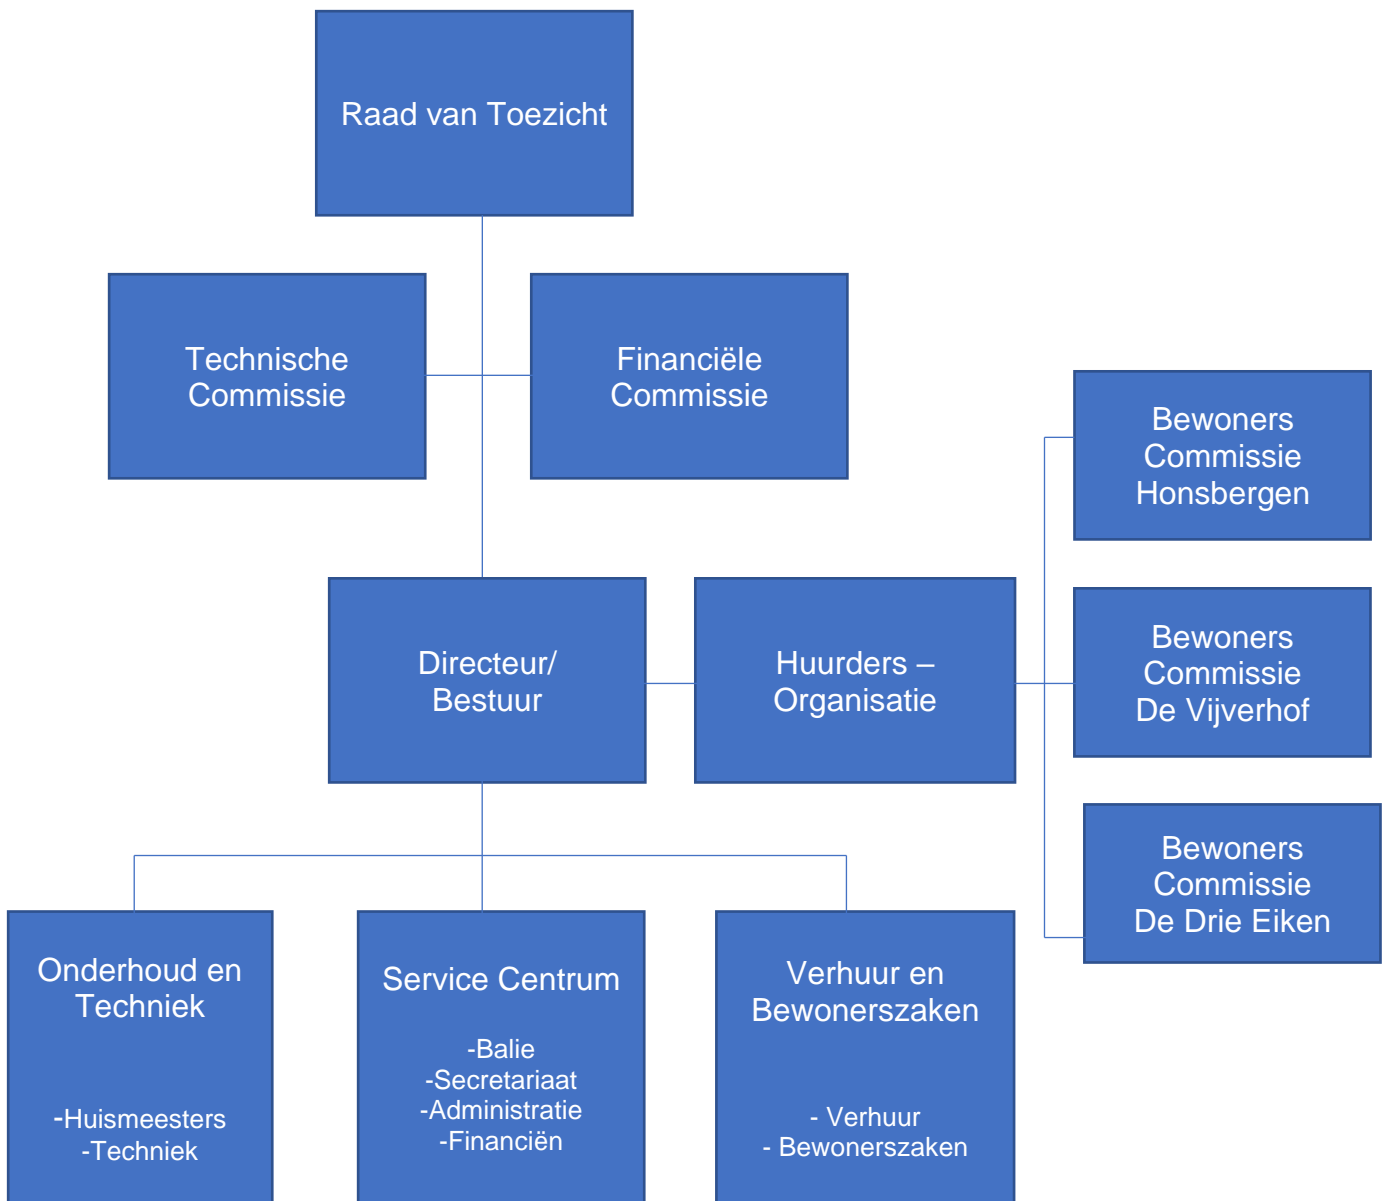 Raad van Toezicht
Technische
Commissie
Financiële
Commissie
Bewoners
Commissie
Honsbergen
Directeur/
Bestuur
Huurders –
Organisatie
Bewoners
Commissie
De Vijverhof
Bewoners
Commissie
De Drie Eiken
Onderhoud en
Techniek
-Huismeesters
-Techniek
Service Centrum
-Balie
-Secretariaat
-Administratie
-Financiën
Verhuur en
Bewonerszaken
- Verhuur
- Bewonerszaken